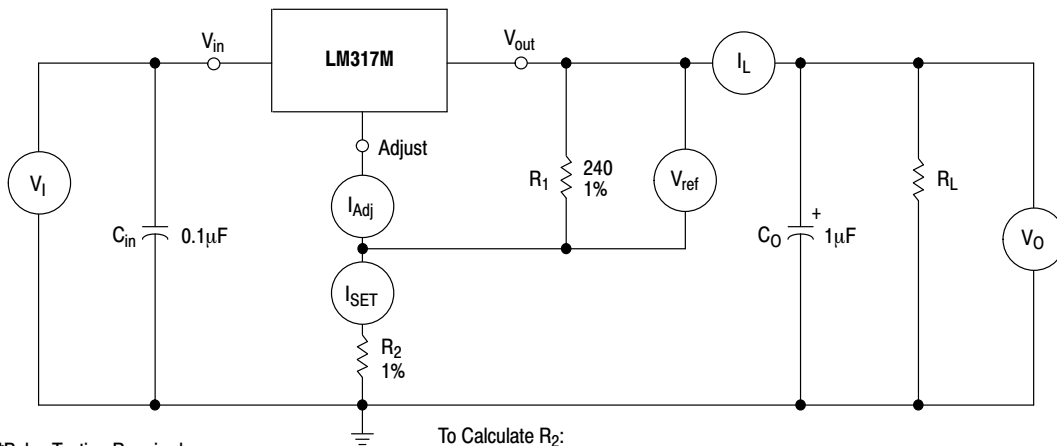 V_in
LM317M
V_out
I_L
Adjust
V_I
R_1
240
1%
V_ref
R_L
I_Adj
C_in
0.1μF
C_O
+
1μF
V_O
I_SET
R_2
1%
To Calculate R_2: